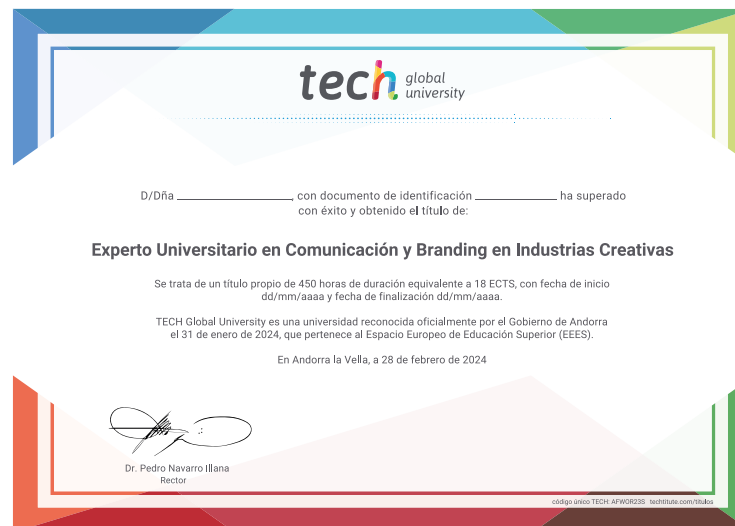 tech global university
D/Dña ____________, con documento de identificación ____________ ha superado
con éxito y obtenido el título de:
Experto Universitario en Comunicación y Branding en Industrias Creativas
Se trata de un título propio de 450 horas de duración equivalente a 18 ECTS, con fecha de inicio
dd/mm/aaaa y fecha de finalización dd/mm/aaaa.
TECH Global University es una universidad reconocida oficialmente por el Gobierno de Andorra
el 31 de enero de 2024, que pertenece al Espacio Europeo de Educación Superior (EEES).
En Andorra la Vella, a 28 de febrero de 2024
Dr. Pedro Navarro Illana
Rector
código único TECH: AFWOR23S techtitute.com/titulos